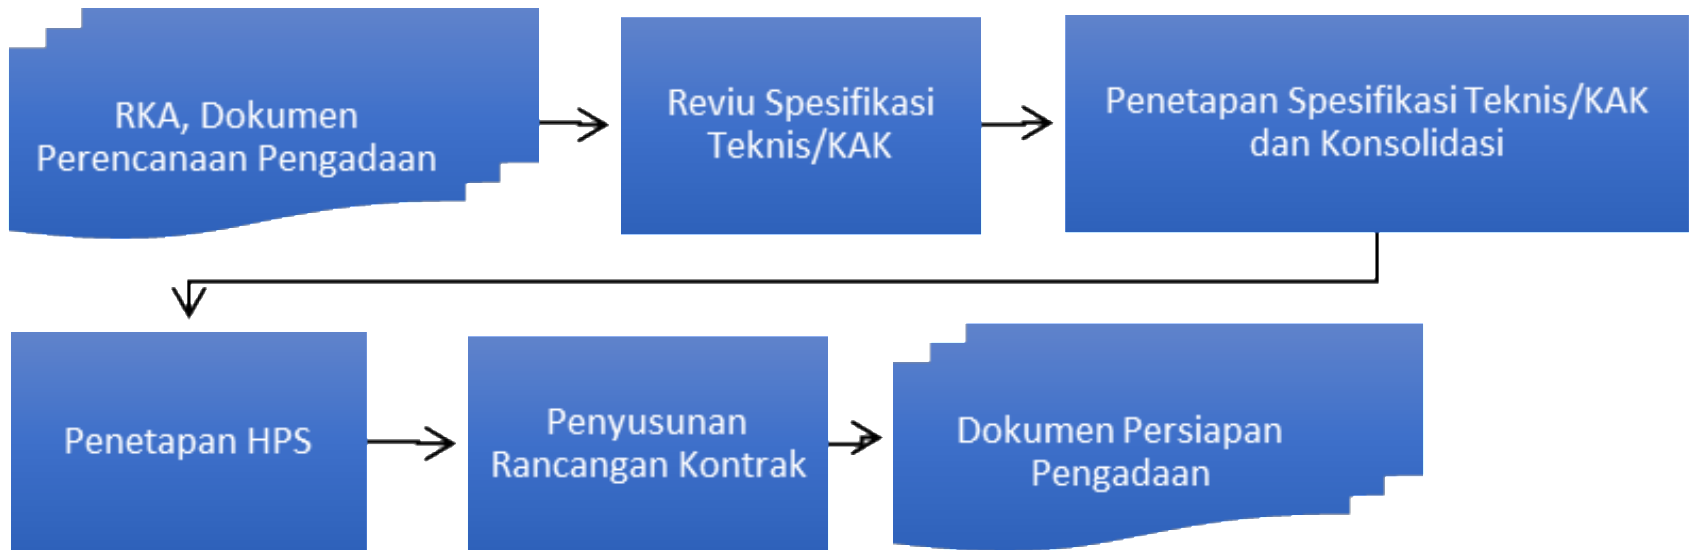 RKA, Dokumen
Perencanaan Pengadaan
Reviu Spesifikasi
Teknis/KAK
Penetapan Spesifikasi Teknis/KAK
dan Konsolidasi
Penetapan HPS
Penyusunan
Rancangan Kontrak
Dokumen Persiapan
Pengadaan